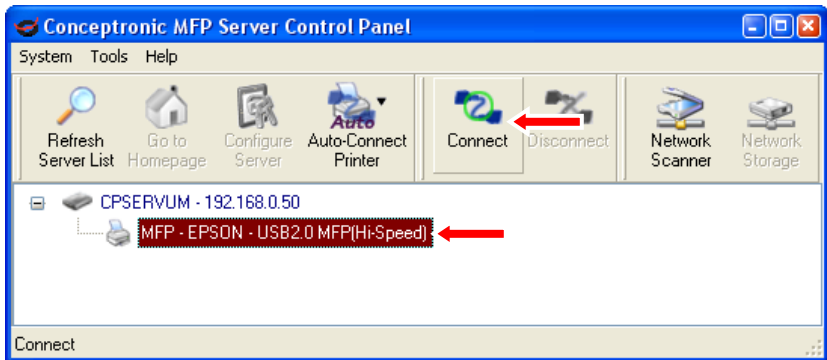 Conceptronic MFP Server Control Panel
System Tools Help
Refresh Server List
Go to Homepage
Configure Server
Auto
Auto-Connect Printer
Connect
Disconnect
Network Scanner
Network Storage
CPSERVUM - 192.168.0.50
MFP - EPSON - USB2.0 MFP(Hi-Speed)
Connect